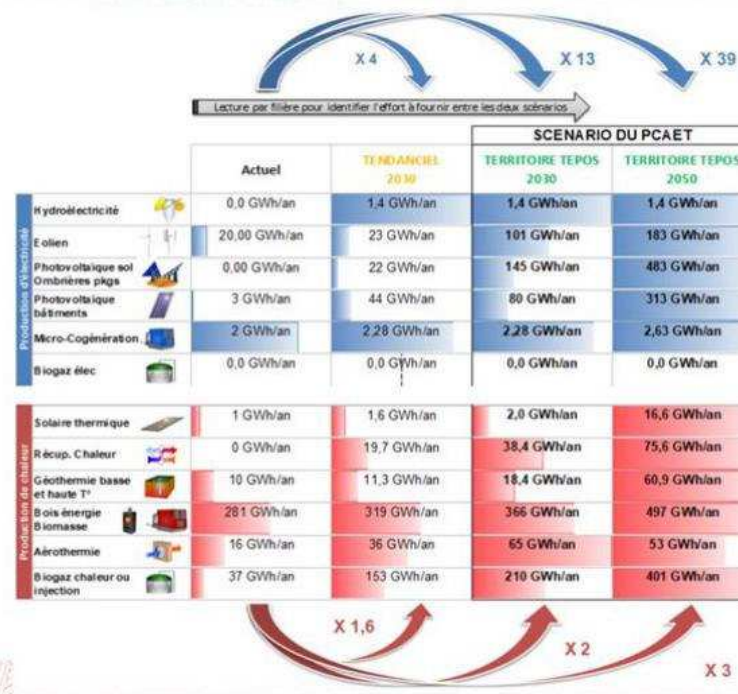 X 4
X 13
X 39
Lecture par filière pour identifier l'effort à fournir entre les deux scénarios
SCENARIO DU PCAET
Actuel
TENDANCIEL
2030
TERRITOIRE TEPOS
2030
TERRITOIRE TEPOS
2050
Production d'électricité
Hydroélectricité
0,0 GWh/an
1,4 GWh/an
1,4 GWh/an
1,4 GWh/an
Eolien
20,00 GWh/an
23 GWh/an
101 GWh/an
183 GWh/an
Photovoltaïque sol
Ombrières pkgs
0,00 GWh/an
22 GWh/an
145 GWh/an
483 GWh/an
Photovoltaïque
bâtiments
3 GWh/an
44 GWh/an
80 GWh/an
313 GWh/an
Micro-Cogénération
2 GWh/an
2,28 GWh/an
2,28 GWh/an
2,63 GWh/an
Biogaz élec
0,0 GWh/an
0,0 GWh/an
0,0 GWh/an
0,0 GWh/an
Production de chaleur
Solaire thermique
1 GWh/an
1,6 GWh/an
2,0 GWh/an
16,6 GWh/an
Récup. Chaleur
0 GWh/an
19,7 GWh/an
38,4 GWh/an
75,6 GWh/an
Géothermie basse
et haute T°
10 GWh/an
11,3 GWh/an
18,4 GWh/an
60,9 GWh/an
Bois énergie
Biomasse
281 GWh/an
319 GWh/an
366 GWh/an
497 GWh/an
Aérothermie
16 GWh/an
36 GWh/an
65 GWh/an
53 GWh/an
Biogaz chaleur ou
injection
37 GWh/an
153 GWh/an
210 GWh/an
401 GWh/an
X 1,6
X 2
X 3